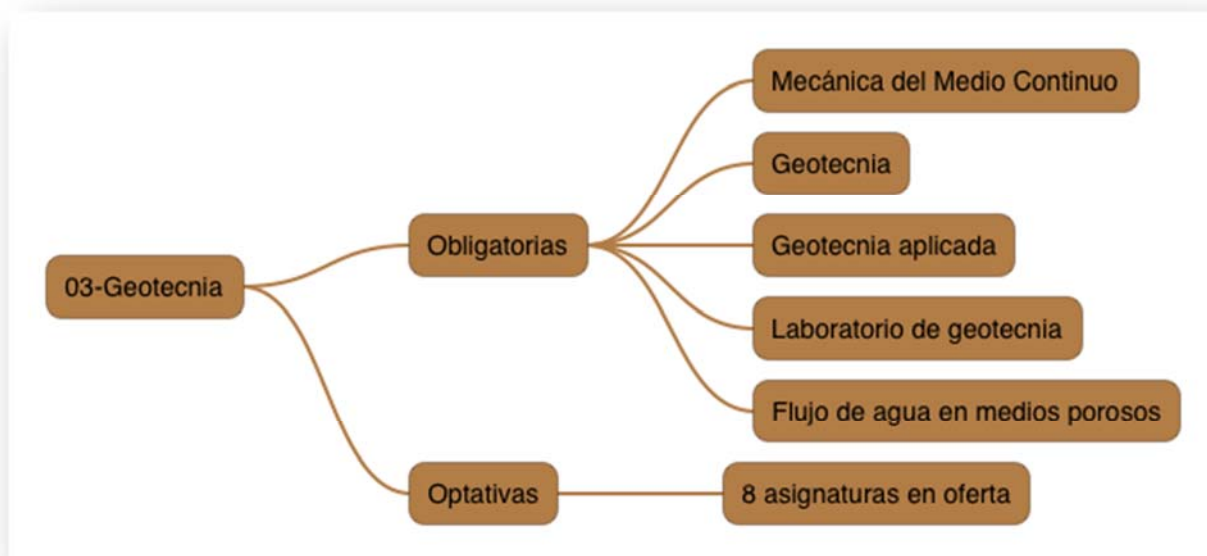 03-Geotecnia
Obligatorias
Mecánica del Medio Continuo
Geotecnia
Geotecnia aplicada
Laboratorio de geotecnia
Flujo de agua en medios porosos
Optativas
8 asignaturas en oferta